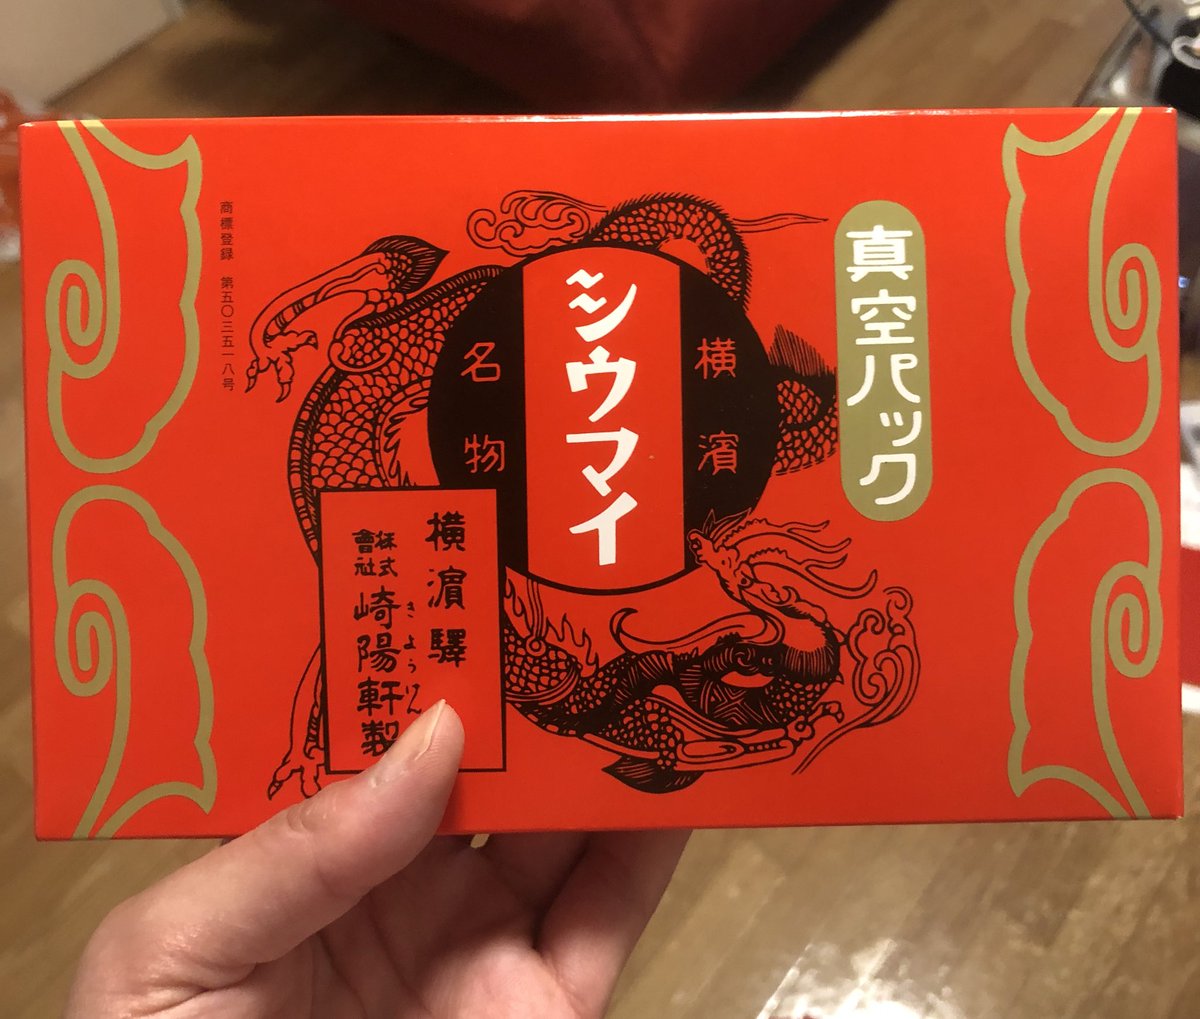 真空パック
横濱
シウマイ
名物
横濱驛
きようけん
株式
會社
崎陽軒製
商標登録 第五〇三五一八号